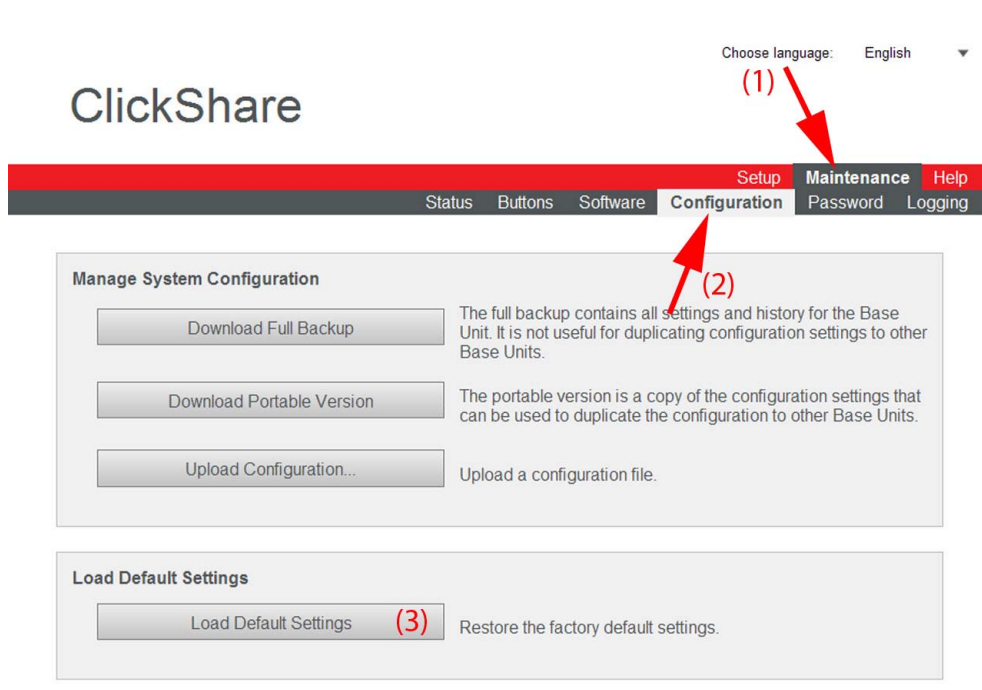 Choose language: English
(1)
ClickShare
Setup Maintenance Help
Status Buttons Software Configuration Password Logging
(2)
Manage System Configuration
Download Full Backup
The full backup contains all settings and history for the Base
Unit. It is not useful for duplicating configuration settings to other
Base Units.
Download Portable Version
The portable version is a copy of the configuration settings that
can be used to duplicate the configuration to other Base Units.
Upload Configuration...
Upload a configuration file.
Load Default Settings
Load Default Settings (3)
Restore the factory default settings.